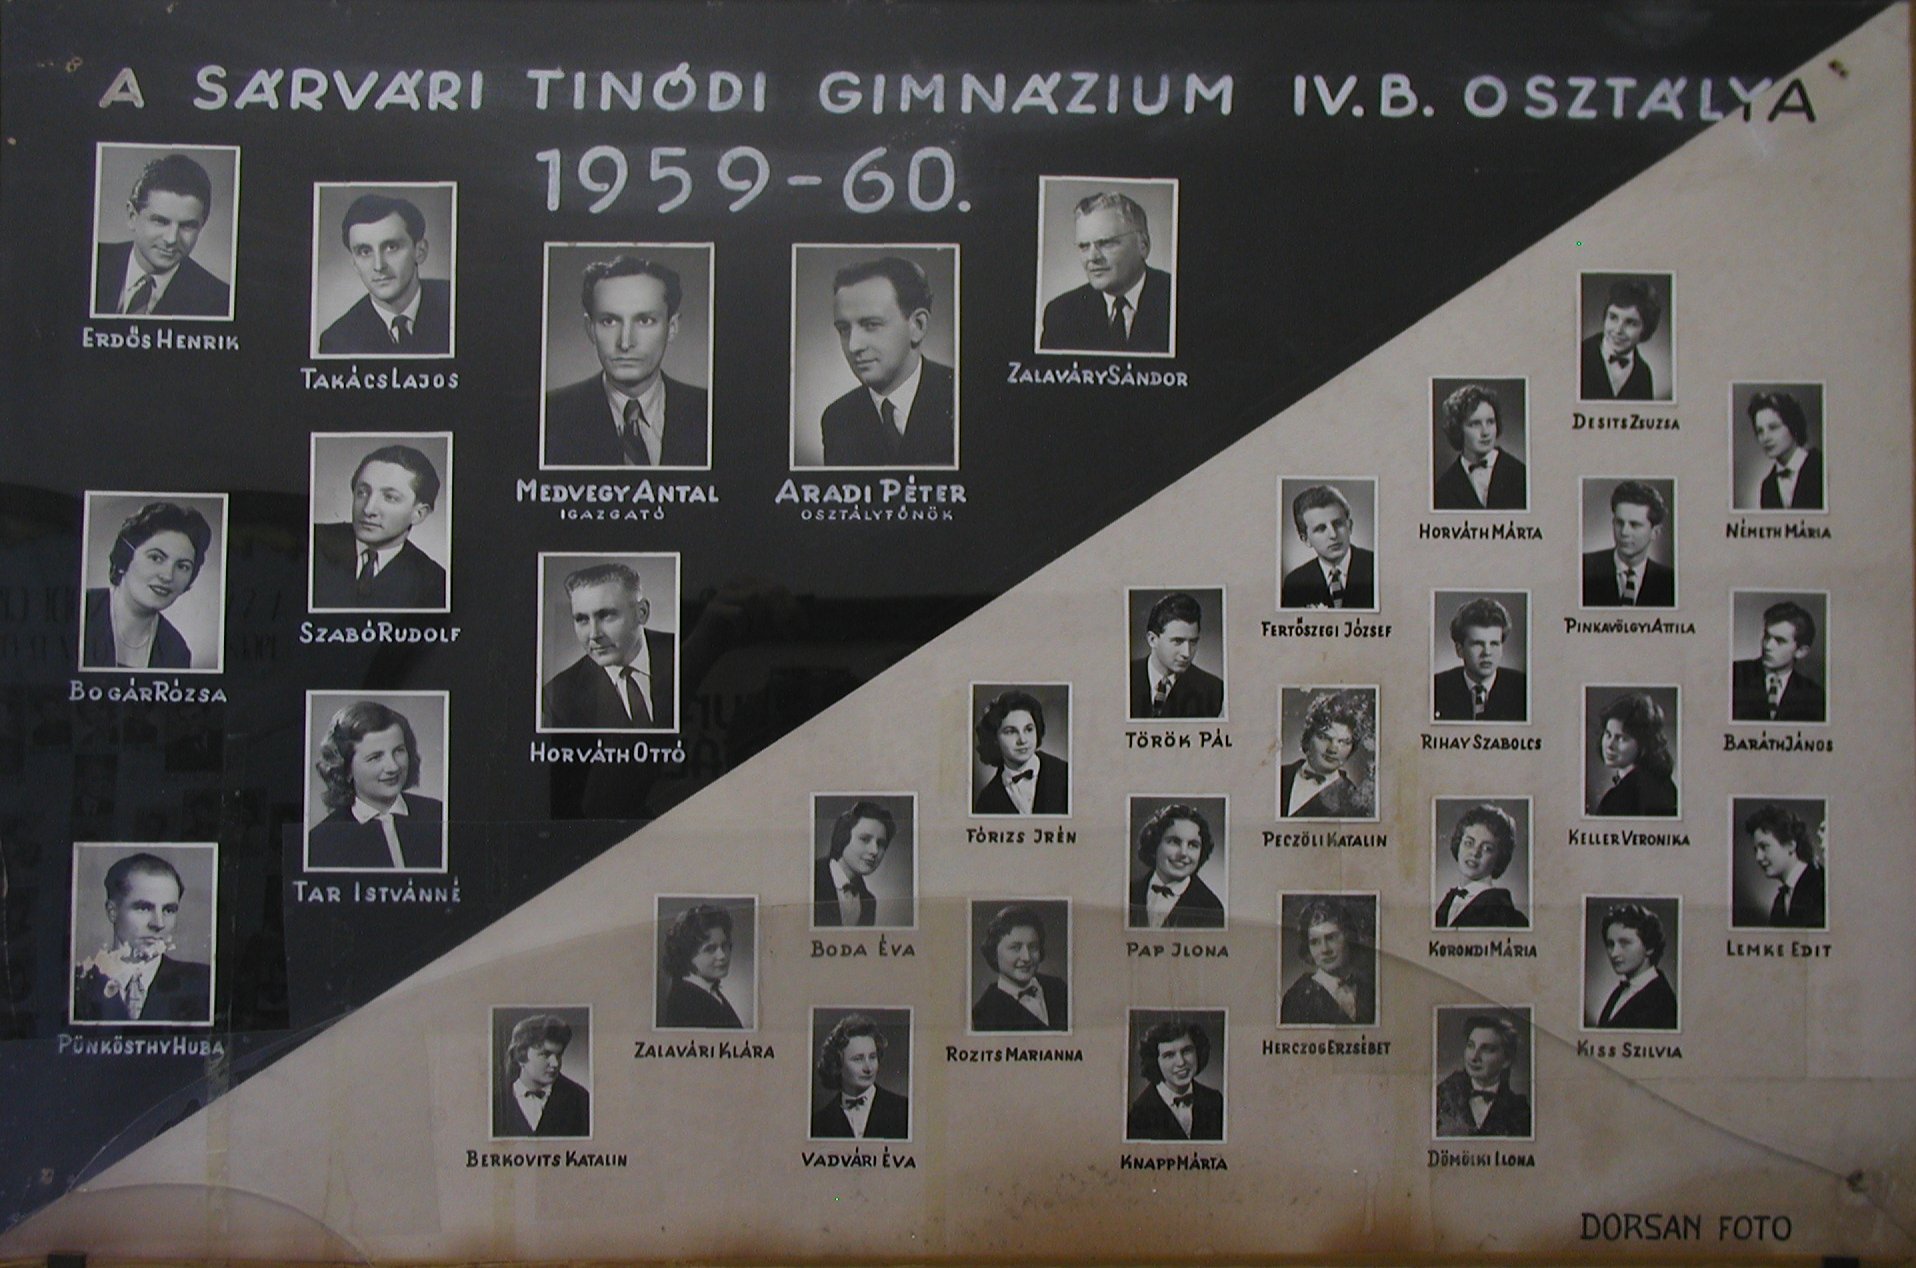 A SÁRVÁRI TINÓDI GIMNÁZIUM IV. B. OSZTÁLYA
1959-60.
ERDŐS HENRIK
TAKÁCS LAJOS
ZALAVÁRY SÁNDOR
MEDVEGY ANTAL
IGAZGATÓ
ARADI PÉTER
OSZTÁLYFŐNÖK
SZABÓ RUDOLF
BOGÁR RÓZSA
HORVÁTH OTTÓ
TAR ISTVÁNNÉ
PÜNKÖSTHY HUBA
DESITS ZSUZSA
HORVÁTH MÁRTA
NÉMETH MÁRIA
FERTŐSZEGI JÓZSEF
PINKAVÖLGYI ATTILA
TÖRÖK PÁL
RIHAY SZABOLCS
BARÁTH JÁNOS
FÓRIZS IRÉN
PECZÖLI KATALIN
KELLER VERONIKA
BODA ÉVA
PAP ILONA
KORONDI MÁRIA
LEMKE EDIT
ZALAVÁRI KLÁRA
ROZITS MARIANNA
HERCZOG ERZSÉBET
KISS SZILVIA
BERKOVITS KATALIN
VADVÁRI ÉVA
KNAPP MÁRTA
DÖMÖLKI ILONA
DORSAN FOTO